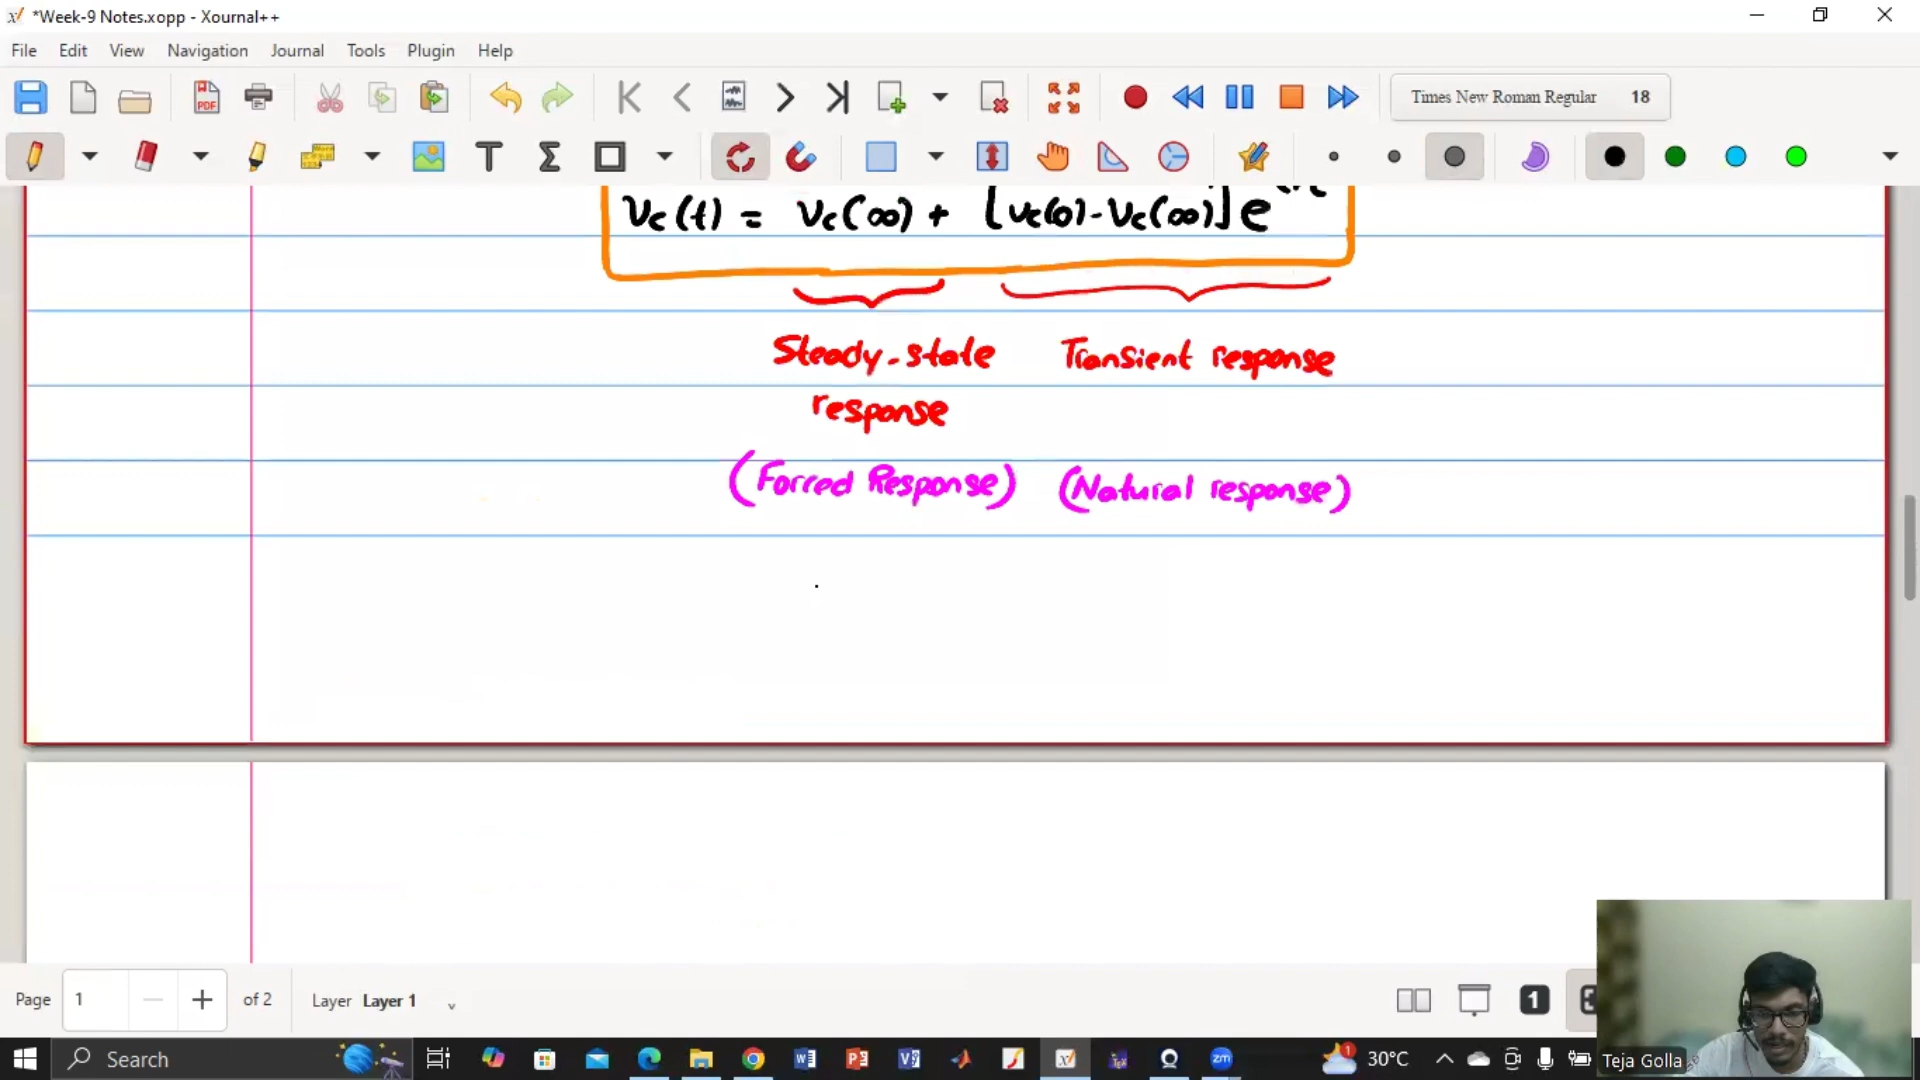 *Week-9 Notes.xopp - Xournal++
File Edit View Navigation Journal Tools Plugin Help
Times New Roman Regular 18
Vc(t) = Vc(∞) + [Vc(0)-Vc(∞)]e
Steady-state Transient response
response
(Forced Response) (Natural response)
Page 1 of 2 Layer Layer 1
1
Search
30°C
Teja Golla